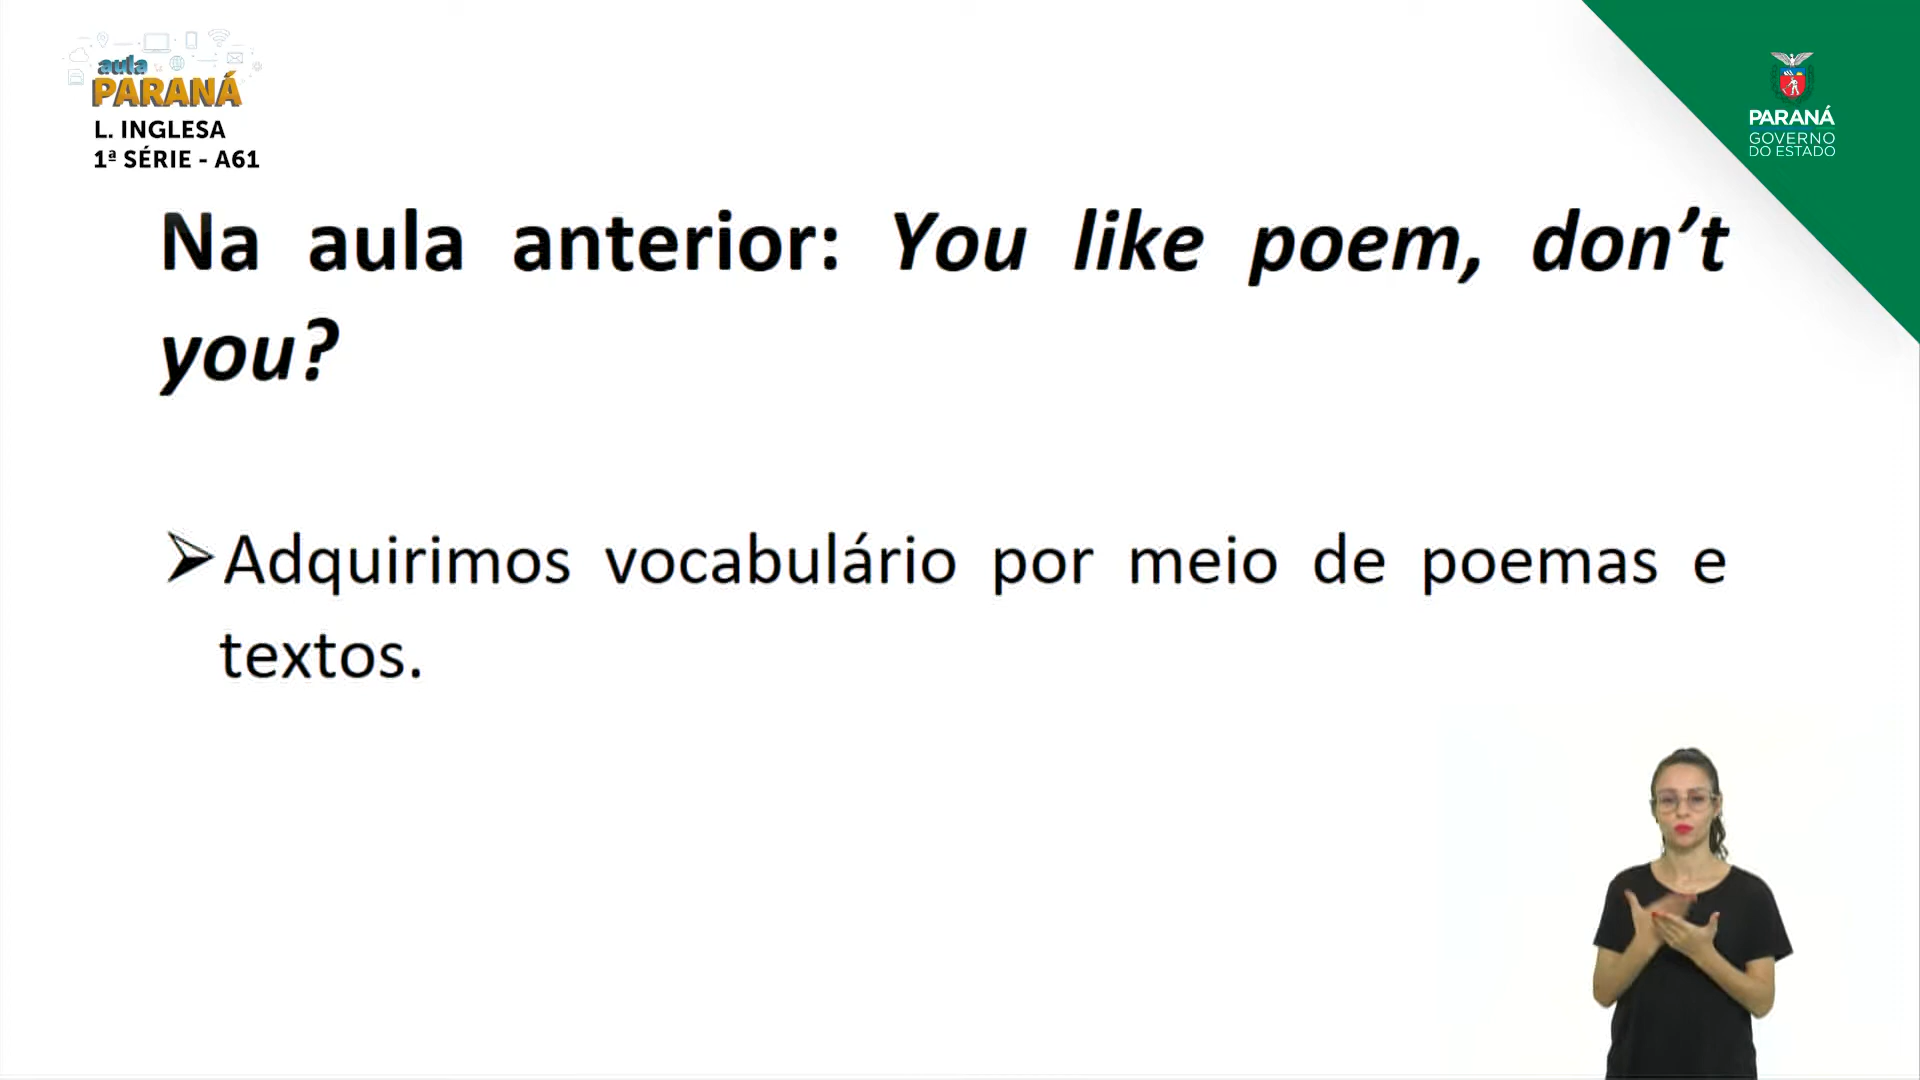 aula
PARANÁ
L. INGLESA
1ª SÉRIE - A61
PARANÁ
GOVERNO
DO ESTADO
Na aula anterior: You like poem, don’t
you?
Adquirimos vocabulário por meio de poemas e
textos.